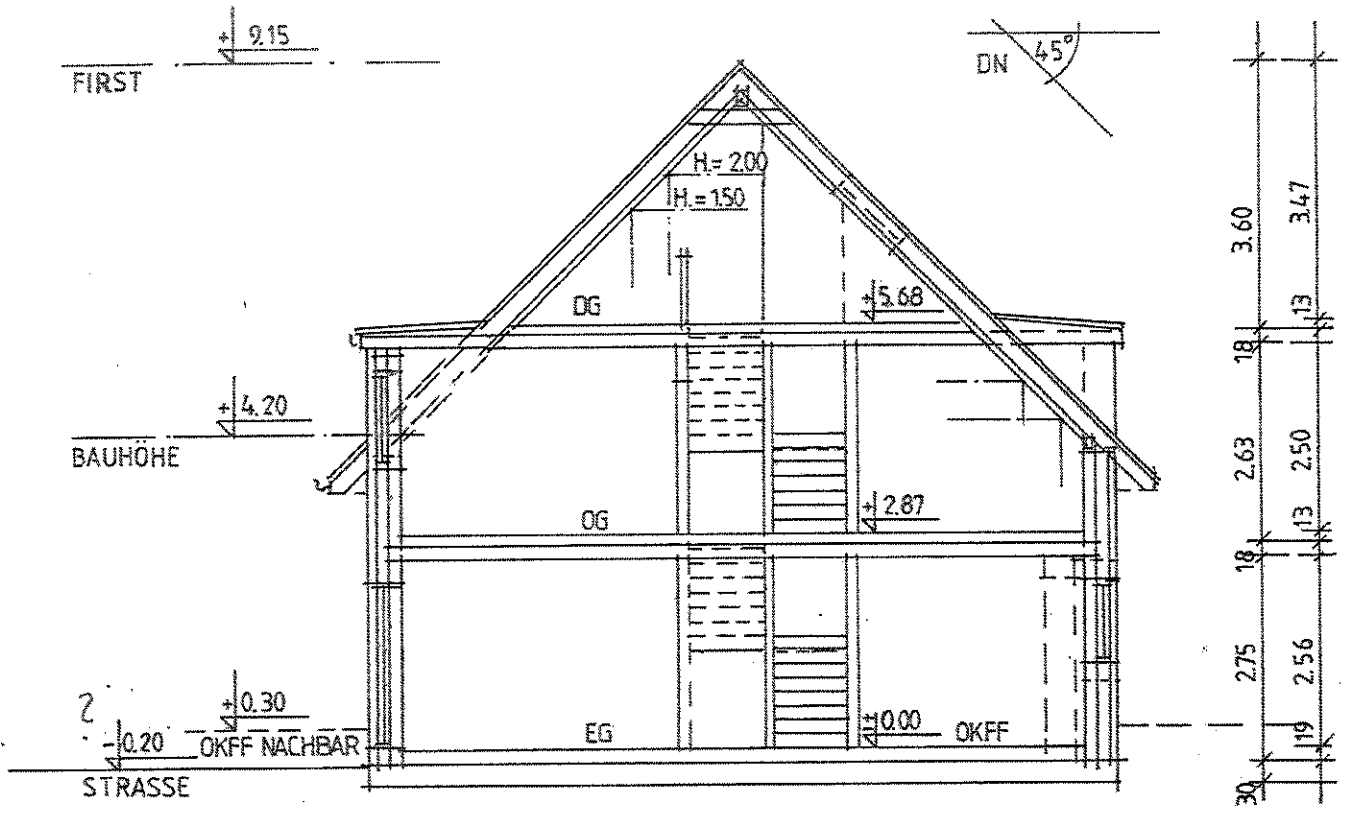 + 9.15
FIRST
DN 45°
H.= 2.00
H.= 1.50
DG
+ 5.68
+ 4.20
BAUHÖHE
OG
+ 2.87
?
+ 0.30
- 0.20
OKFF NACHBAR
STRASSE
EG
± 0.00
OKFF
3.60
18
2.63
18
2.75
30
3.47
13
2.50
13
2.56
19